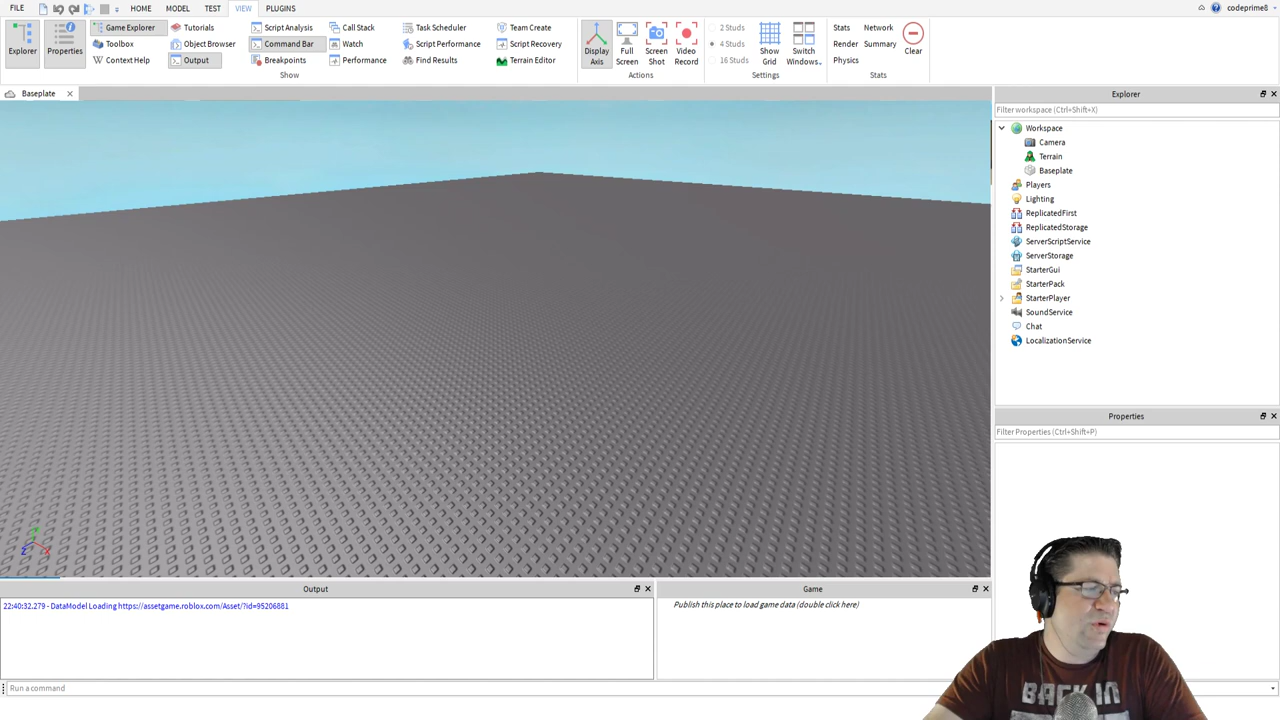 FILE HOME MODEL TEST VIEW PLUGINS codeprime8
Explorer Properties Game Explorer Tutorials Script Analysis Call Stack Task Scheduler Team Create
Toolbox Object Browser Command Bar Watch Script Performance Script Recovery
Context Help Output Breakpoints Performance Find Results Terrain Editor
Show
Display Axis Full Screen Screen Shot Video Record
Actions
2 Studs
4 Studs
16 Studs
Show Grid Switch Windows..
Settings
Stats Network
Render Summary
Physics
Clear
Stats
Baseplate
Explorer
Filter workspace (Ctrl+Shift+X)
Workspace
Camera
Terrain
Baseplate
Players
Lighting
ReplicatedFirst
ReplicatedStorage
ServerScriptService
ServerStorage
StarterGui
StarterPack
StarterPlayer
SoundService
Chat
LocalizationService
Properties
Filter Properties (Ctrl+Shift+P)
Y
Z X
Output
22:40:32.279 - DataModel Loading https://assetgame.roblox.com/Asset/?id=95206881
Game
Publish this place to load game data (double click here)
Run a command
BACK IN